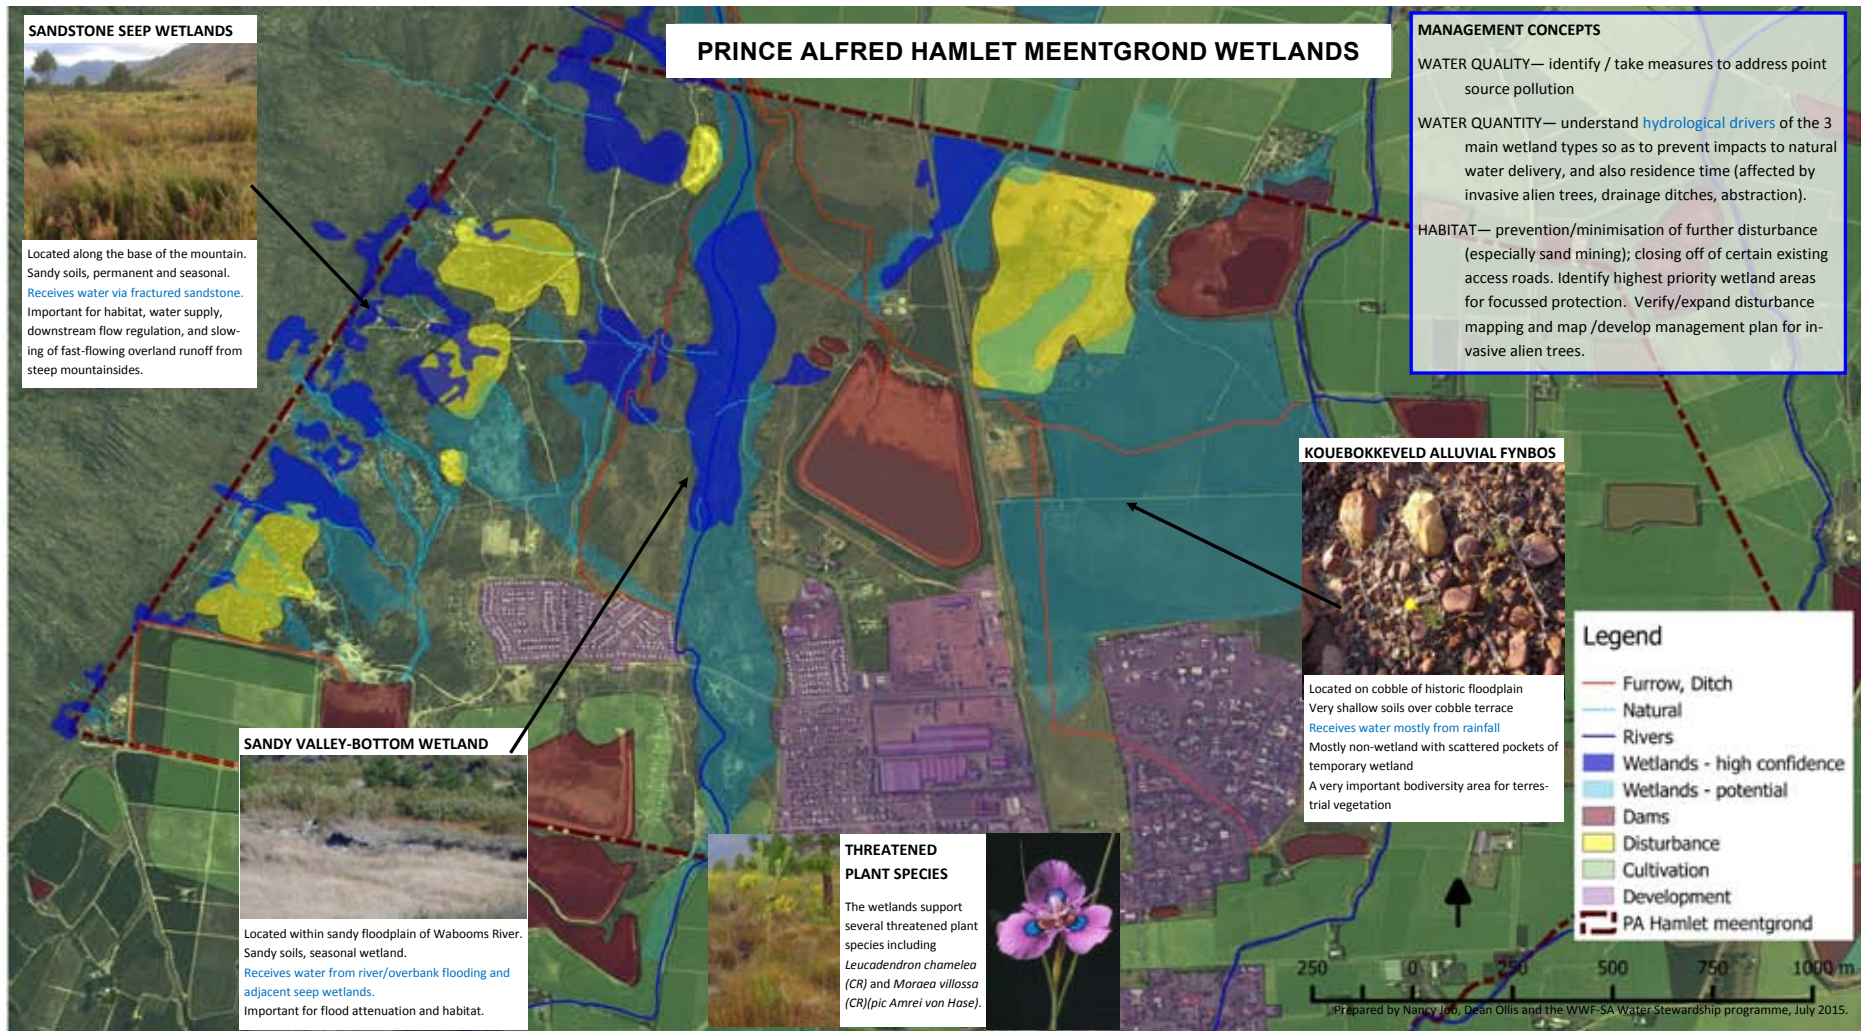 PRINCE ALFRED HAMLET MEENTGROND WETLANDS
SANDSTONE SEEP WETLANDS
Located along the base of the mountain.
Sandy soils, permanent and seasonal.
Receives water via fractured sandstone.
Important for habitat, water supply,
downstream flow regulation, and slow-
ing of fast-flowing overland runoff from
steep mountainsides.
MANAGEMENT CONCEPTS
WATER QUALITY— identify / take measures to address point
source pollution
WATER QUANTITY— understand hydrological drivers of the 3
main wetland types so as to prevent impacts to natural
water delivery, and also residence time (affected by
invasive alien trees, drainage ditches, abstraction).
HABITAT— prevention/minimisation of further disturbance
(especially sand mining); closing off of certain existing
access roads. Identify highest priority wetland areas
for focussed protection. Verify/expand disturbance
mapping and map /develop management plan for in-
vasive alien trees.
KOUEBOKKEVELD ALLUVIAL FYNBOS
Located on cobble of historic floodplain
Very shallow soils over cobble terrace
Receives water mostly from rainfall
Mostly non-wetland with scattered pockets of
temporary wetland
A very important bodiversity area for terres-
trial vegetation
SANDY VALLEY-BOTTOM WETLAND
Located within sandy floodplain of Wabooms River.
Sandy soils, seasonal wetland.
Receives water from river/overbank flooding and
adjacent seep wetlands.
Important for flood attenuation and habitat.
THREATENED
PLANT SPECIES
The wetlands support
several threatened plant
species including
Leucadendron chamelea
(CR) and Moraea villossa
(CR)(pic Amrei von Hase).
Legend
Furrow, Ditch
Natural
Rivers
Wetlands - high confidence
Wetlands - potential
Dams
Disturbance
Cultivation
Development
PA Hamlet meentgrond
250 0 250 500 750 1000 m
Prepared by Nancy Job, Dean Ollis and the WWF-SA Water Stewardship programme, July 2015.